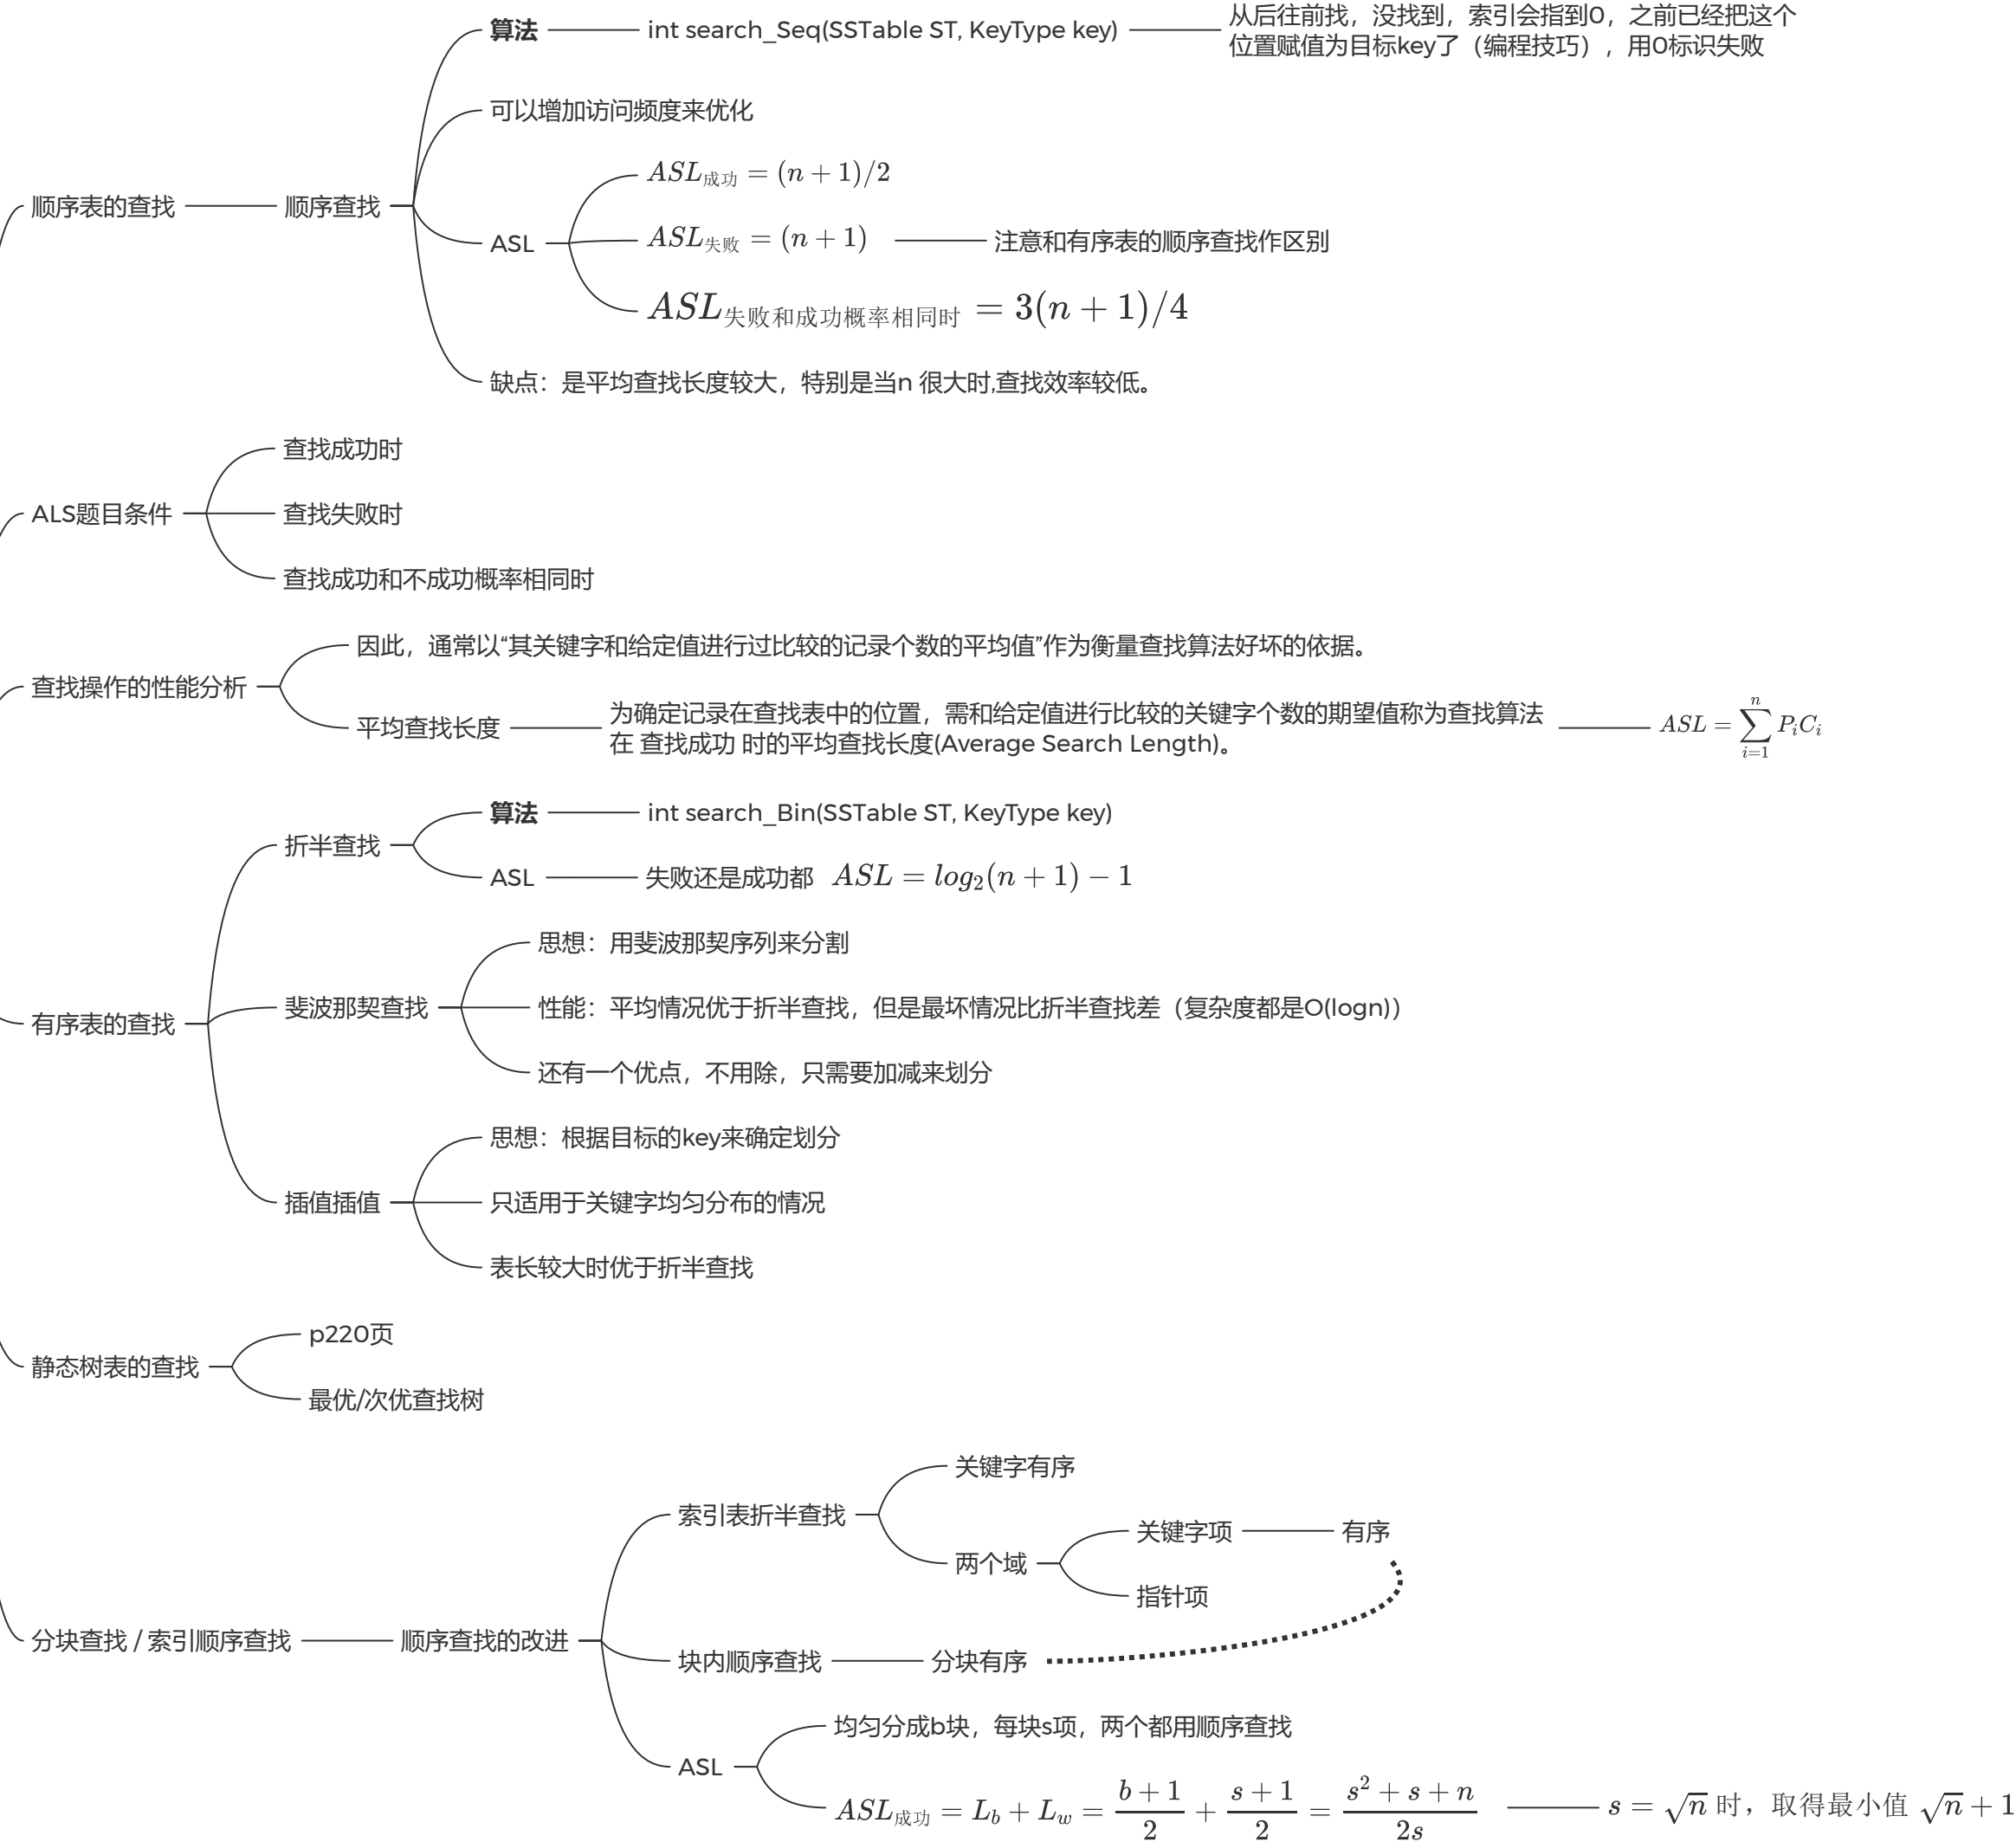 算法
int search_Seq(SSTable ST, KeyType key)
从后往前找，没找到，索引会指到0，之前已经把这个
位置赋值为目标key了（编程技巧），用0标识失败
可以增加访问频度来优化
顺序表的查找
顺序查找
ASL
ASL成功 = (n + 1)/2
ASL失败 = (n + 1)
注意和有序表的顺序查找作区别
ASL失败和成功概率相同时 = 3(n + 1)/4
缺点：是平均查找长度较大，特别是当n 很大时,查找效率较低。
ALS题目条件
查找成功时
查找失败时
查找成功和不成功概率相同时
查找操作的性能分析
因此，通常以“其关键字和给定值进行过比较的记录个数的平均值”作为衡量查找算法好坏的依据。
平均查找长度
为确定记录在查找表中的位置，需和给定值进行比较的关键字个数的期望值称为查找算法
在 查找成功 时的平均查找长度(Average Search Length)。
$ASL = \sum_{i=1}^{n} P_i C_i$
有序表的查找
折半查找
算法
int search_Bin(SSTable ST, KeyType key)
ASL
失败还是成功都 $ASL = log_2(n + 1) - 1$
斐波那契查找
思想：用斐波那契序列来分割
性能：平均情况优于折半查找，但是最坏情况比折半查找差（复杂度都是O(logn)）
还有一个优点，不用除，只需要加减来划分
插值插值
思想：根据目标的key来确定划分
只适用于关键字均匀分布的情况
表长较大时优于折半查找
静态树表的查找
p220页
最优/次优查找树
分块查找 / 索引顺序查找
顺序查找的改进
索引表折半查找
关键字有序
两个域
关键字项
有序
指针项
块内顺序查找
分块有序
ASL
均匀分成b块，每块s项，两个都用顺序查找
$ASL_{成功} = L_b + L_w = \frac{b+1}{2} + \frac{s+1}{2} = \frac{s^2+s+n}{2s}$
$s = \sqrt{n}$ 时，取得最小值 $\sqrt{n} + 1$